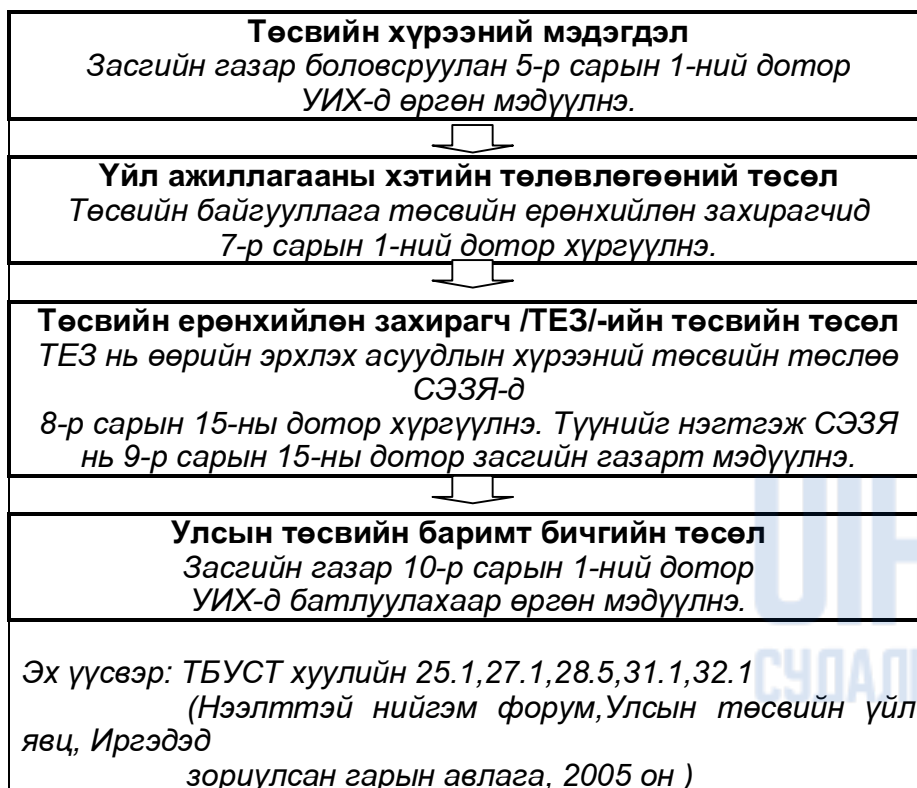 Төсвийн хүрээний мэдэгдэл
Засгийн газар боловсруулан 5-р сарын 1-ний дотор
УИХ-д өргөн мэдүүлнэ.
Үйл ажиллагааны хэтийн төлөвлөгөөний төсөл
Төсвийн байгууллага төсвийн ерөнхийлөн захирагчид
7-р сарын 1-ний дотор хүргүүлнэ.
Төсвийн ерөнхийлөн захирагч /ТЕЗ/-ийн төсвийн төсөл
ТЕЗ нь өөрийн эрхлэх асуудлын хүрээний төсвийн төслөө
СЭЗЯ-д
8-р сарын 15-ны дотор хүргүүлнэ. Түүнийг нэгтгэж СЭЗЯ
нь 9-р сарын 15-ны дотор засгийн газарт мэдүүлнэ.
Улсын төсвийн баримт бичгийн төсөл
Засгийн газар 10-р сарын 1-ний дотор
УИХ-д батлуулахаар өргөн мэдүүлнэ.
Эх үүсвэр: ТБУСТ хуулийн 25.1,27.1,28.5,31.1,32.1
(Нээлттэй нийгэм форум,Улсын төсвийн үйл
явц, Иргэдэд
зориулсан гарын авлага, 2005 он )